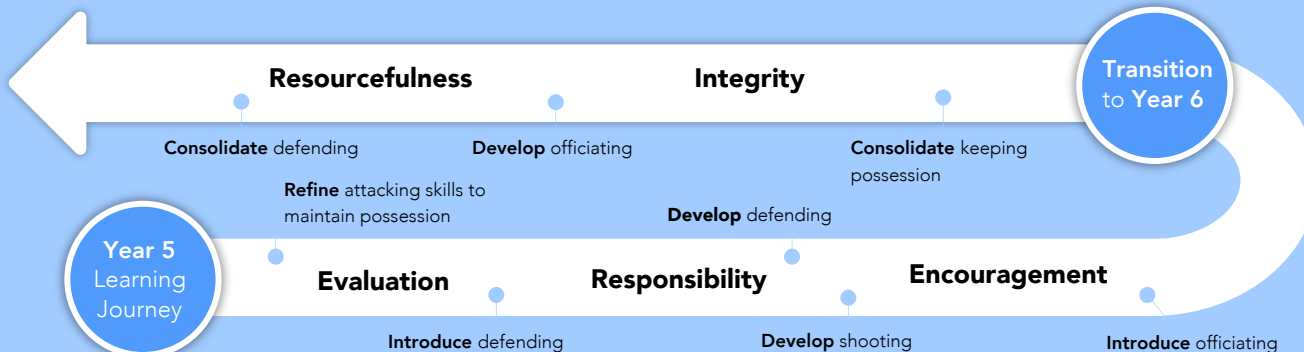 Resourcefulness
Integrity
Transition
to Year 6
Consolidate defending
Develop officiating
Consolidate keeping
possession
Refine attacking skills to
maintain possession
Develop defending
Year 5
Learning
Journey
Evaluation
Responsibility
Encouragement
Introduce defending
Develop shooting
Introduce officiating